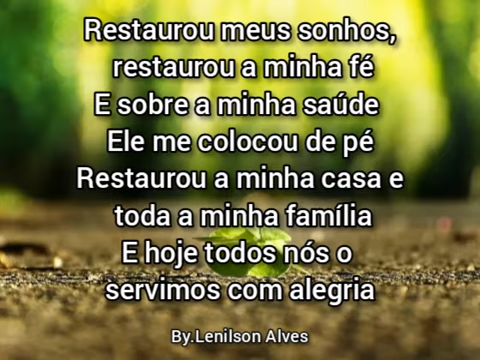 Restaurou meus sonhos,
restaurou a minha fé
E sobre a minha saúde
Ele me colocou de pé
Restaurou a minha casa e
toda a minha família
E hoje todos nós o
servimos com alegria
By.Lenilson Alves